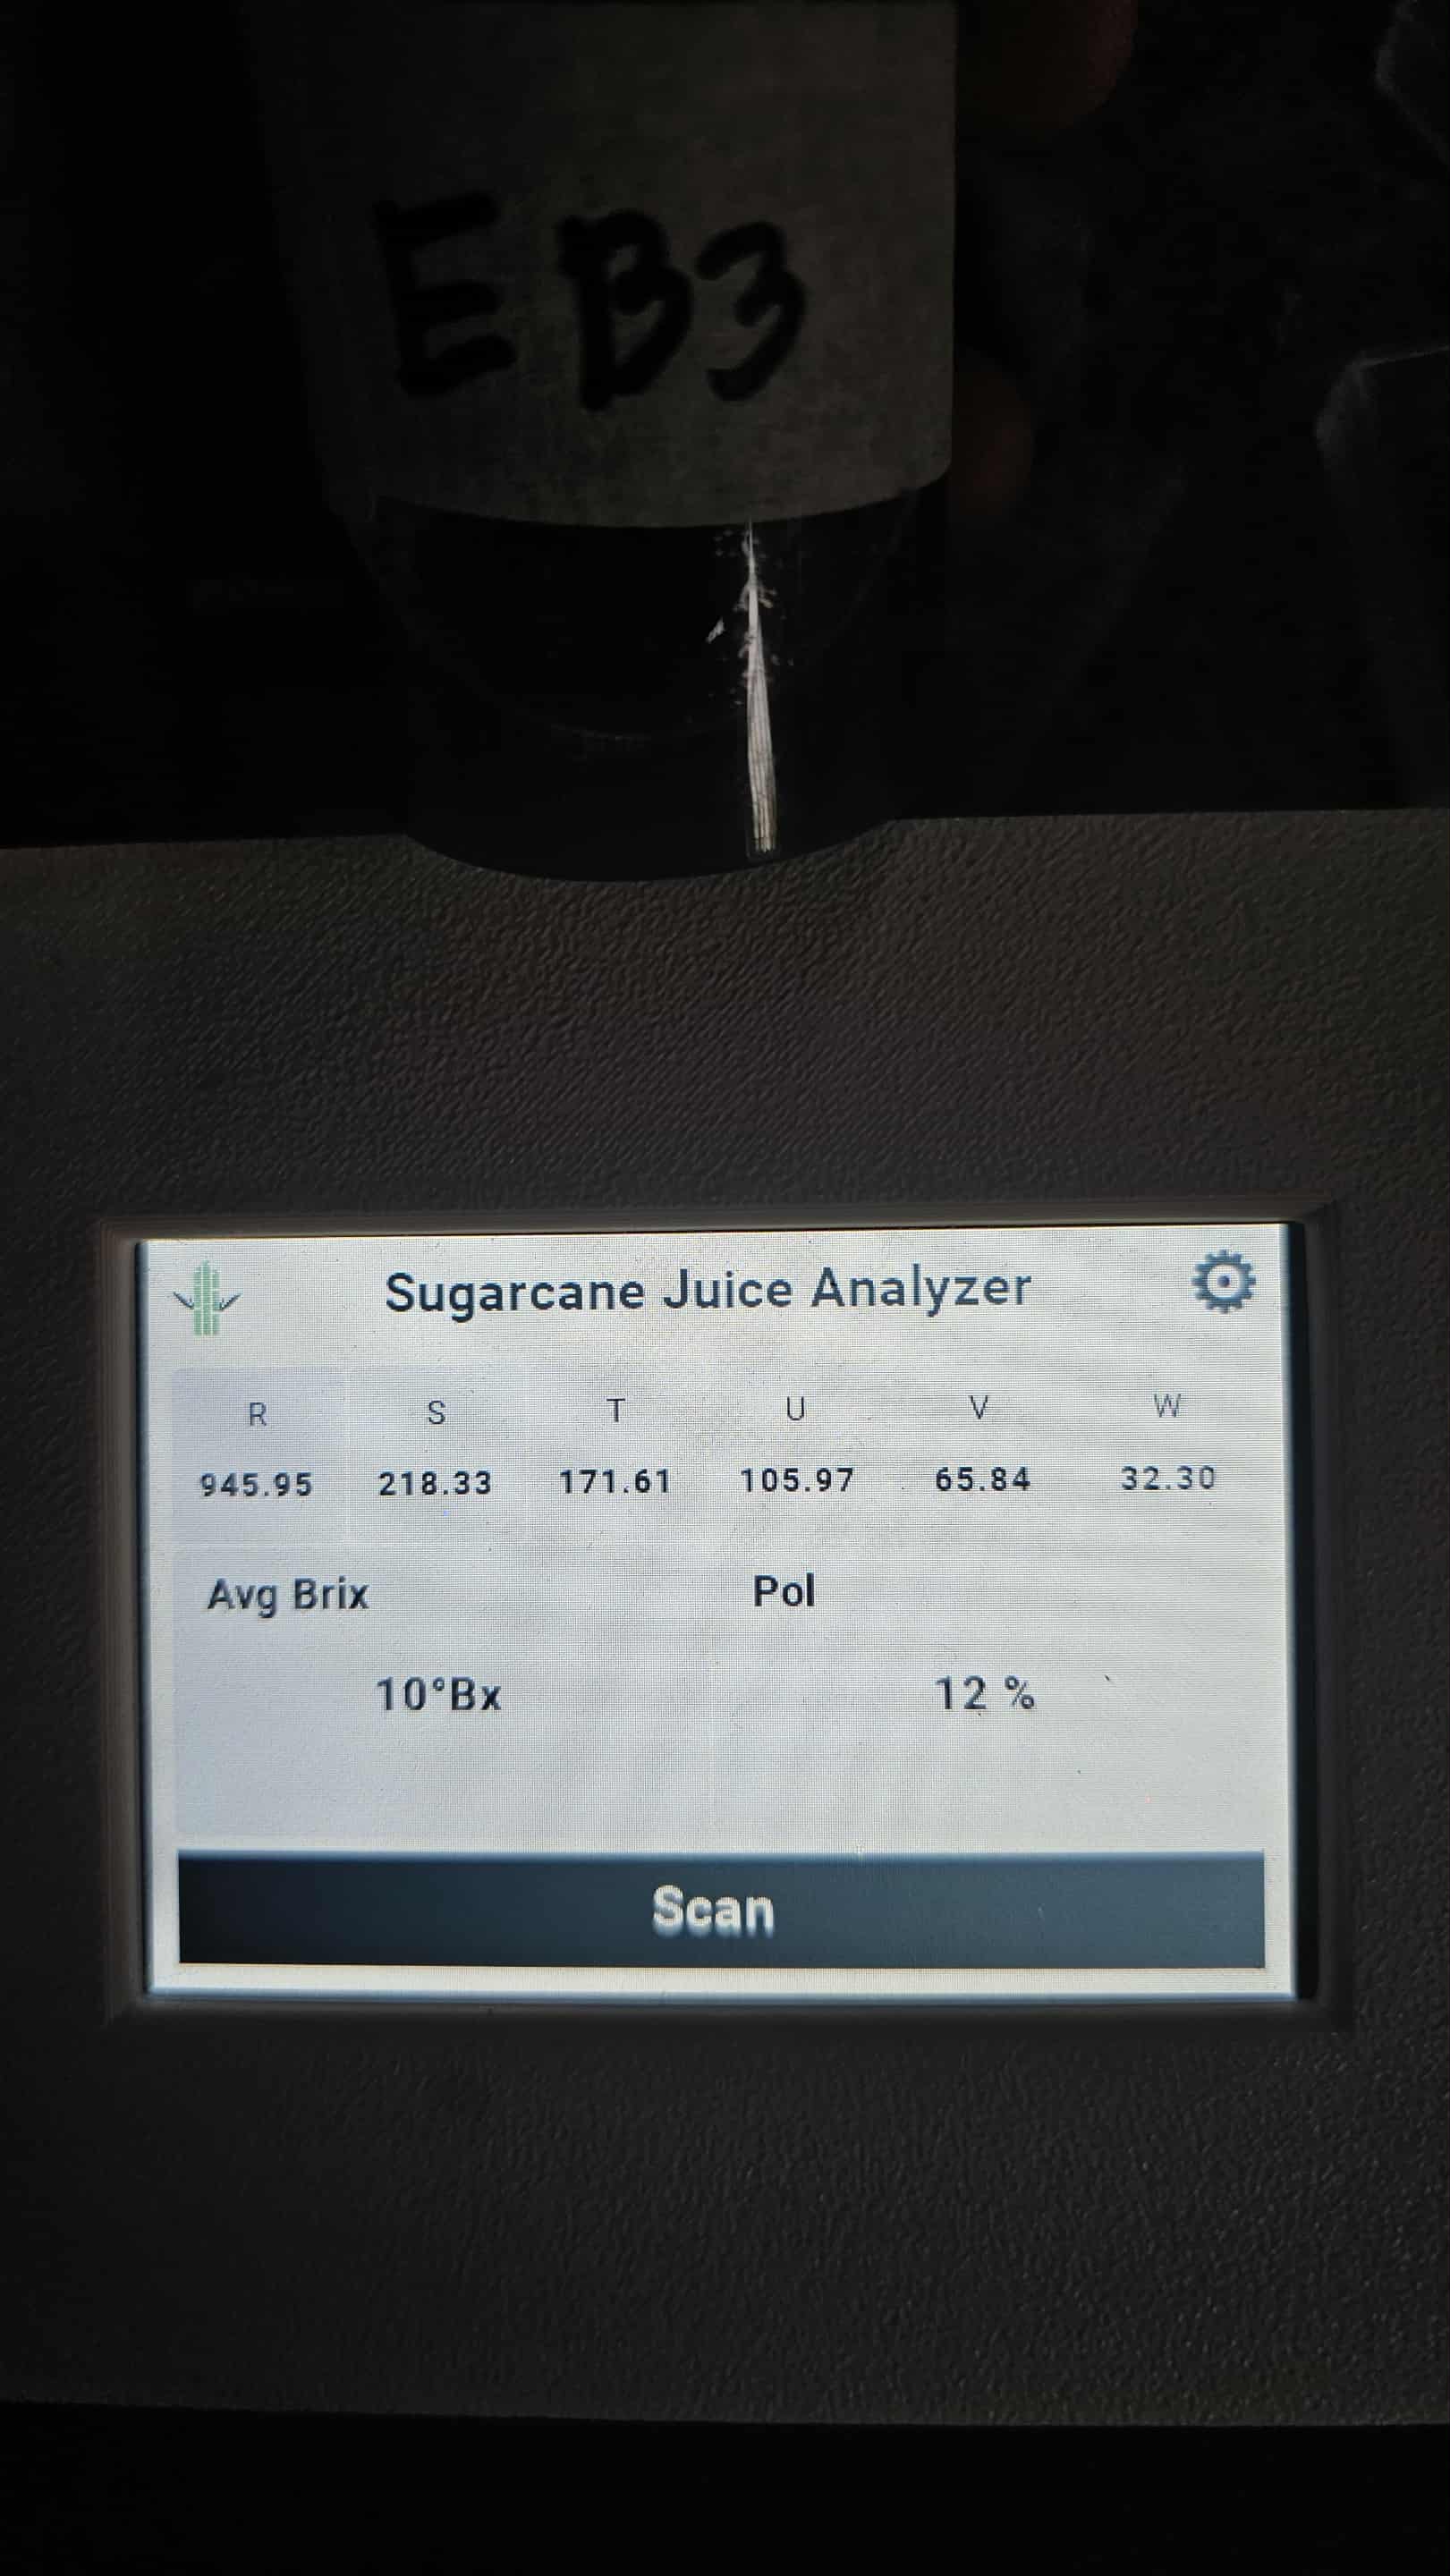 EB3
Sugarcane Juice Analyzer
R S T U V W
945.95 218.33 171.61 105.97 65.84 32.30
Avg Brix Pol
10°Bx 12 %
Scan